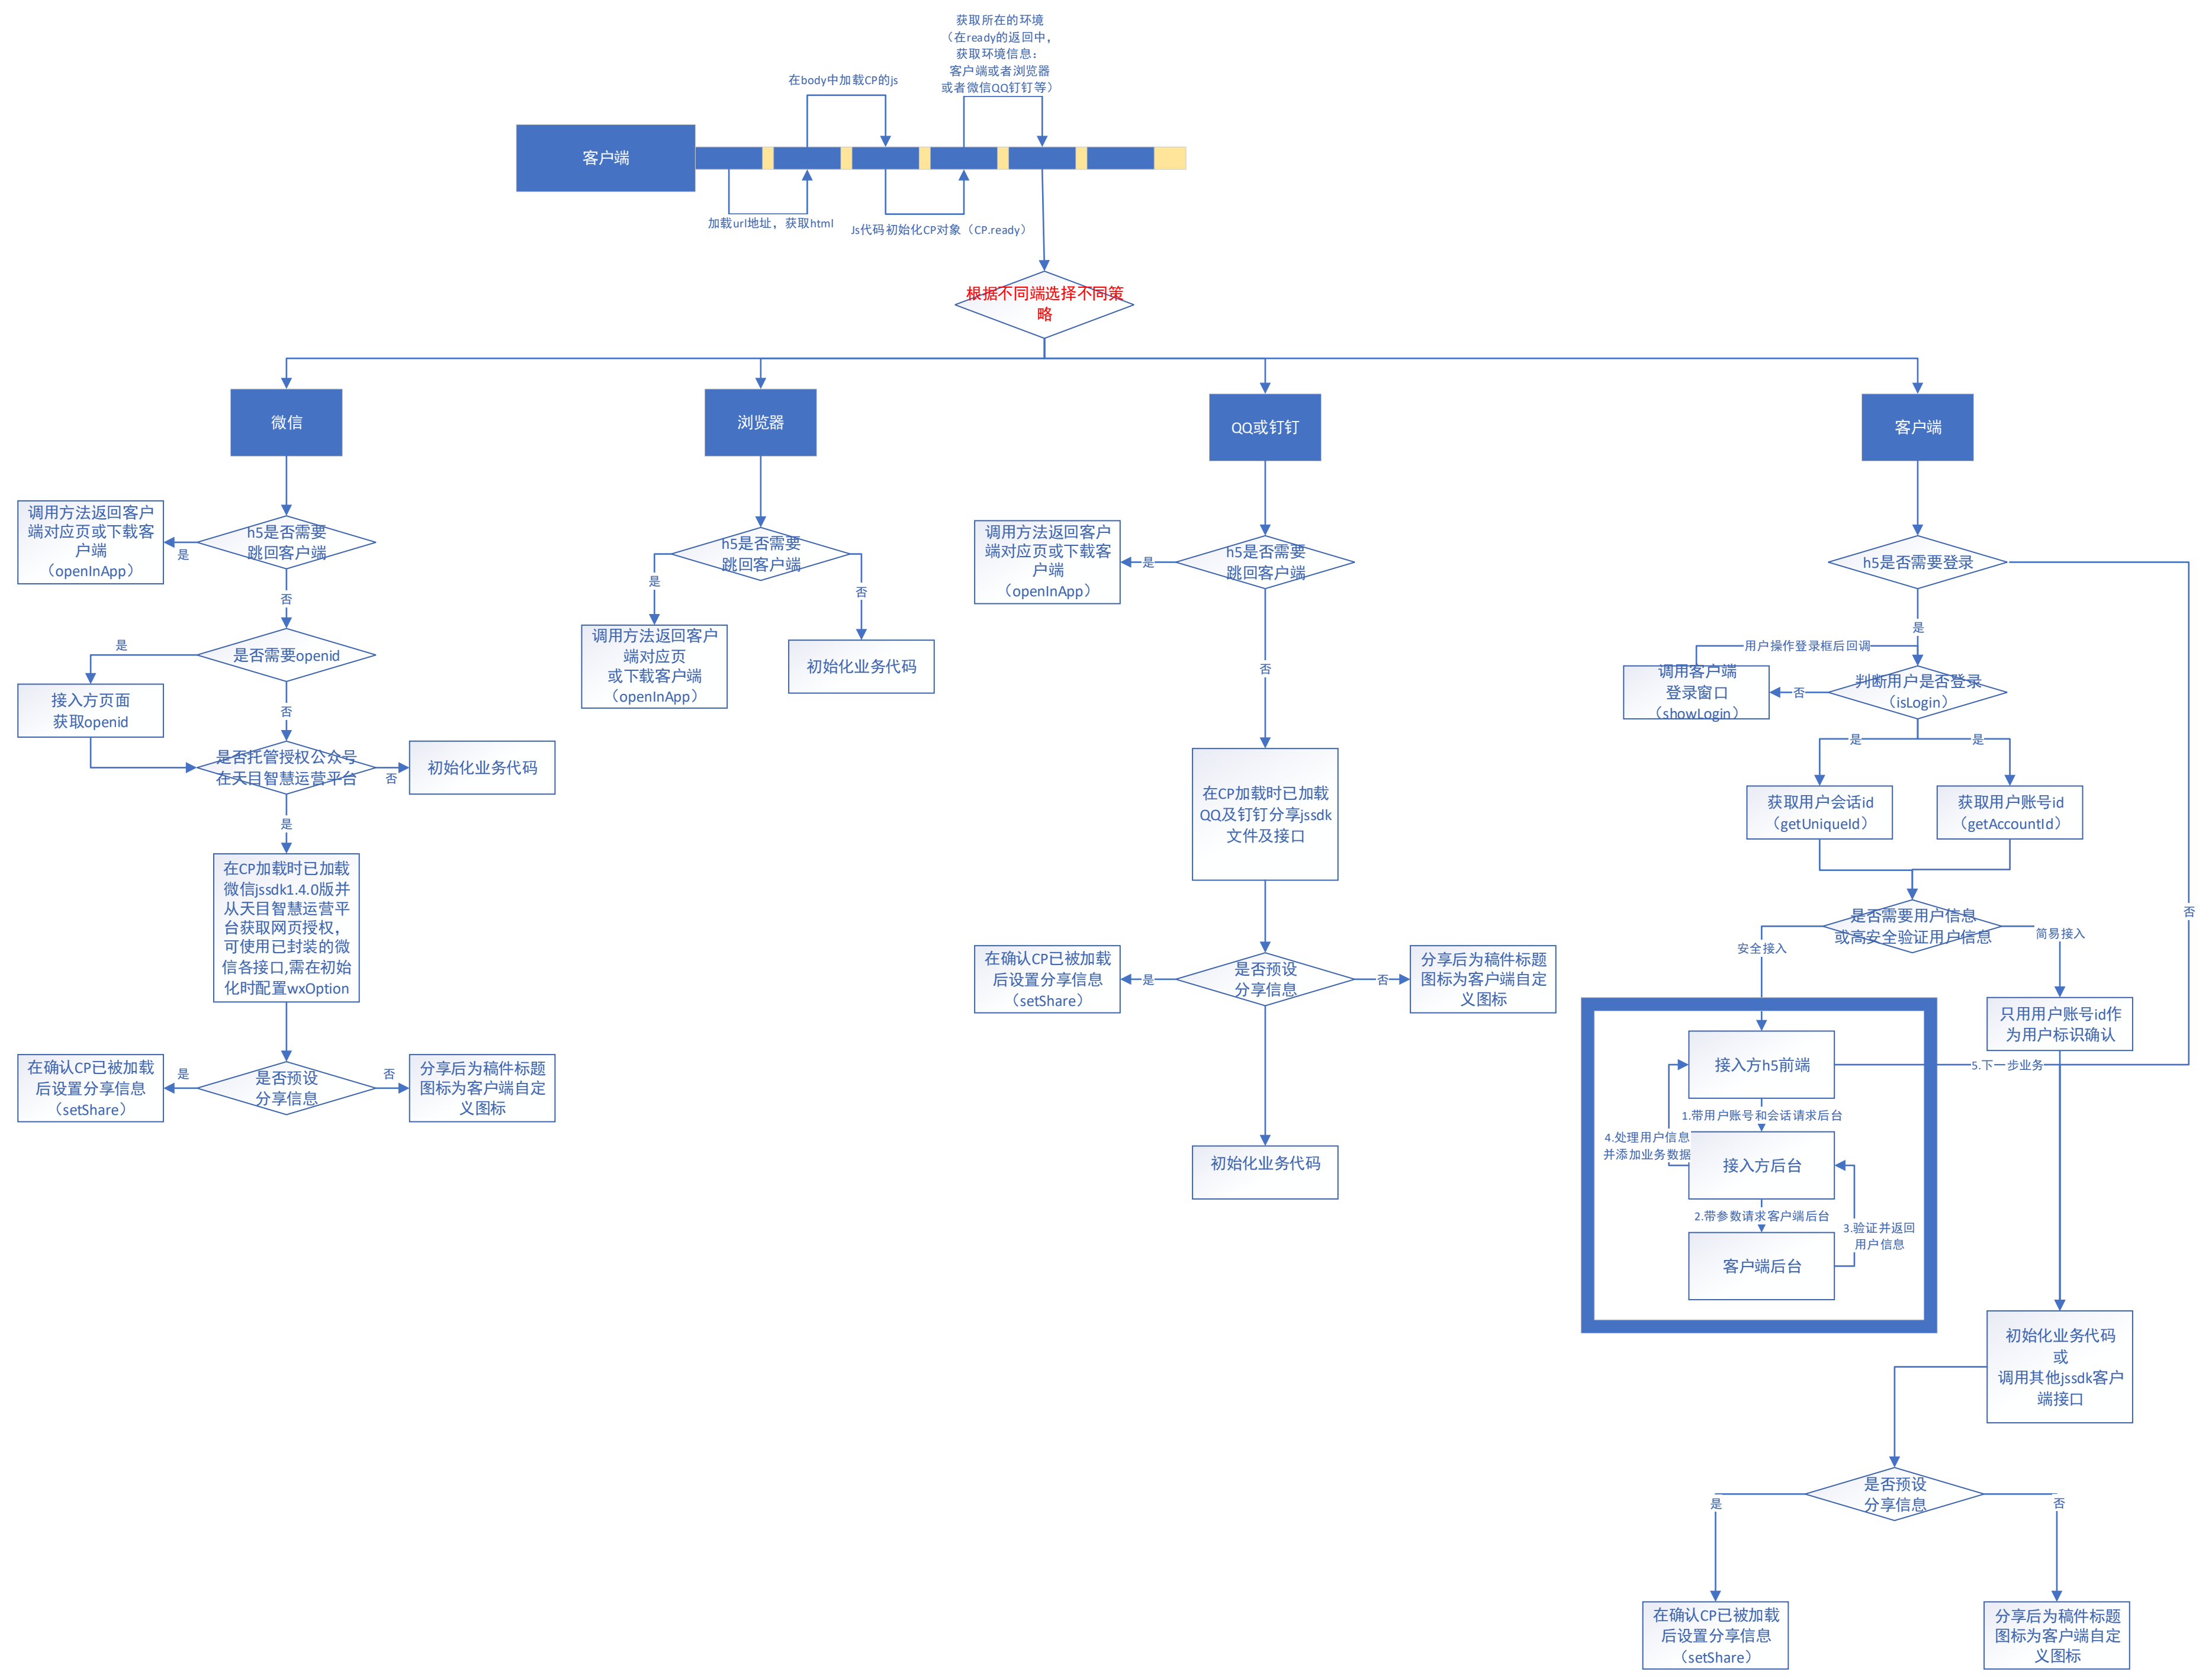 获取所在的环境
（在ready的返回中，
获取环境信息：
客户端或者浏览器
或者微信QQ钉钉等）
在body中加载CP的js
客户端
加载url地址，获取html
Js代码初始化CP对象（CP.ready）
根据不同端选择不同策
略
微信
浏览器
QQ或钉钉
客户端
调用方法返回客户
端对应页或下载客
户端
（openInApp）
是
h5是否需要
跳回客户端
否
是否需要openid
是
接入方页面
获取openid
否
是否托管授权公众号
在天目智慧运营平台
否
初始化业务代码
是
在CP加载时已加载
微信jssdk1.4.0版并
从天目智慧运营平
台获取网页授权，
可使用已封装的微
信各接口,需在初始
化时配置wxOption
在确认CP已被加载
后设置分享信息
（setShare）
是
是否预设
分享信息
否
分享后为稿件标题
图标为客户端自定
义图标
h5是否需要
跳回客户端
是
否
调用方法返回客户
端对应页
或下载客户端
（openInApp）
初始化业务代码
调用方法返回客户
端对应页或下载客
户端
（openInApp）
是
h5是否需要
跳回客户端
否
在CP加载时已加载
QQ及钉钉分享jssdk
文件及接口
在确认CP已被加载
后设置分享信息
（setShare）
是
是否预设
分享信息
否
分享后为稿件标题
图标为客户端自定
义图标
初始化业务代码
h5是否需要登录
是
否
用户操作登录框后回调
调用客户端
登录窗口
（showLogin）
否
判断用户是否登录
（isLogin）
是
是
获取用户会话id
（getUniqueId）
获取用户账号id
（getAccountId）
是否需要用户信息
或高安全验证用户信息
安全接入
简易接入
只用用户账号id作
为用户标识确认
接入方h5前端
5.下一步业务
1.带用户账号和会话请求后台
4.处理用户信息
并添加业务数据
接入方后台
2.带参数请求客户端后台
3.验证并返回
用户信息
客户端后台
初始化业务代码
或
调用其他jssdk客户
端接口
是否预设
分享信息
是
否
在确认CP已被加载
后设置分享信息
（setShare）
分享后为稿件标题
图标为客户端自定
义图标